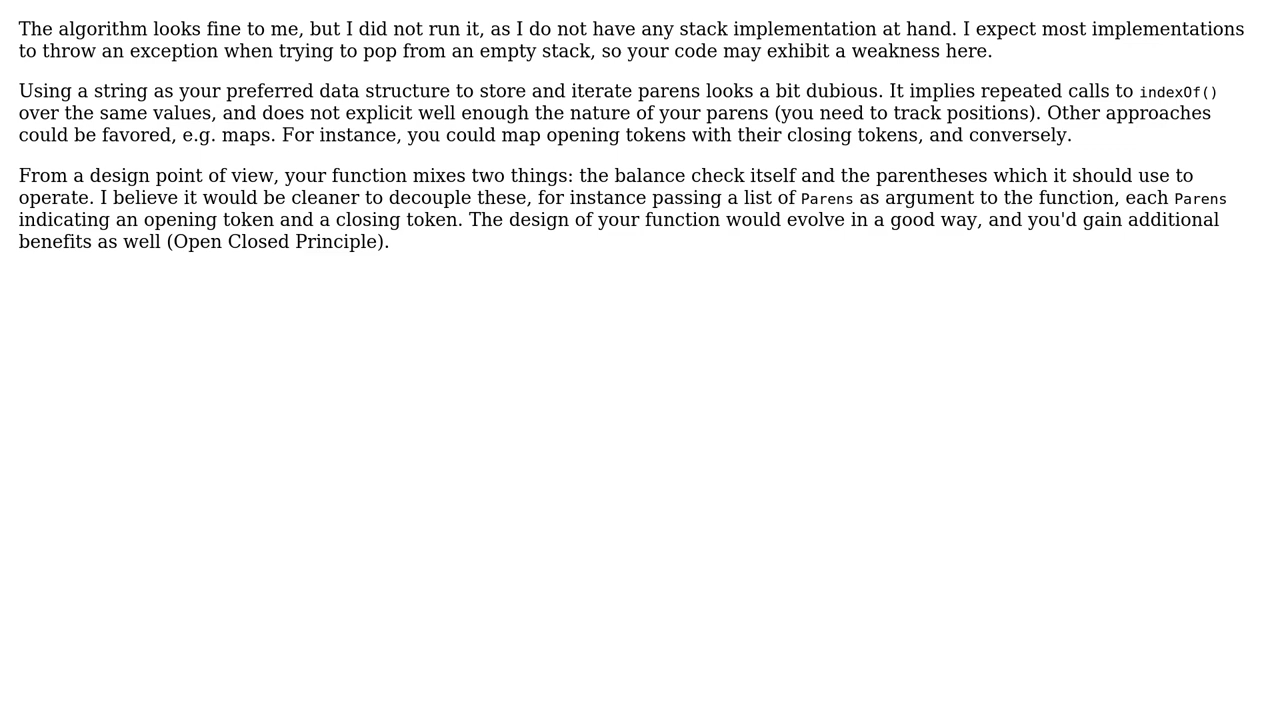 The algorithm looks fine to me, but I did not run it, as I do not have any stack implementation at hand. I expect most implementations
to throw an exception when trying to pop from an empty stack, so your code may exhibit a weakness here.
Using a string as your preferred data structure to store and iterate parens looks a bit dubious. It implies repeated calls to indexOf()
over the same values, and does not explicit well enough the nature of your parens (you need to track positions). Other approaches
could be favored, e.g. maps. For instance, you could map opening tokens with their closing tokens, and conversely.
From a design point of view, your function mixes two things: the balance check itself and the parentheses which it should use to
operate. I believe it would be cleaner to decouple these, for instance passing a list of Parens as argument to the function, each Parens
indicating an opening token and a closing token. The design of your function would evolve in a good way, and you'd gain additional
benefits as well (Open Closed Principle).